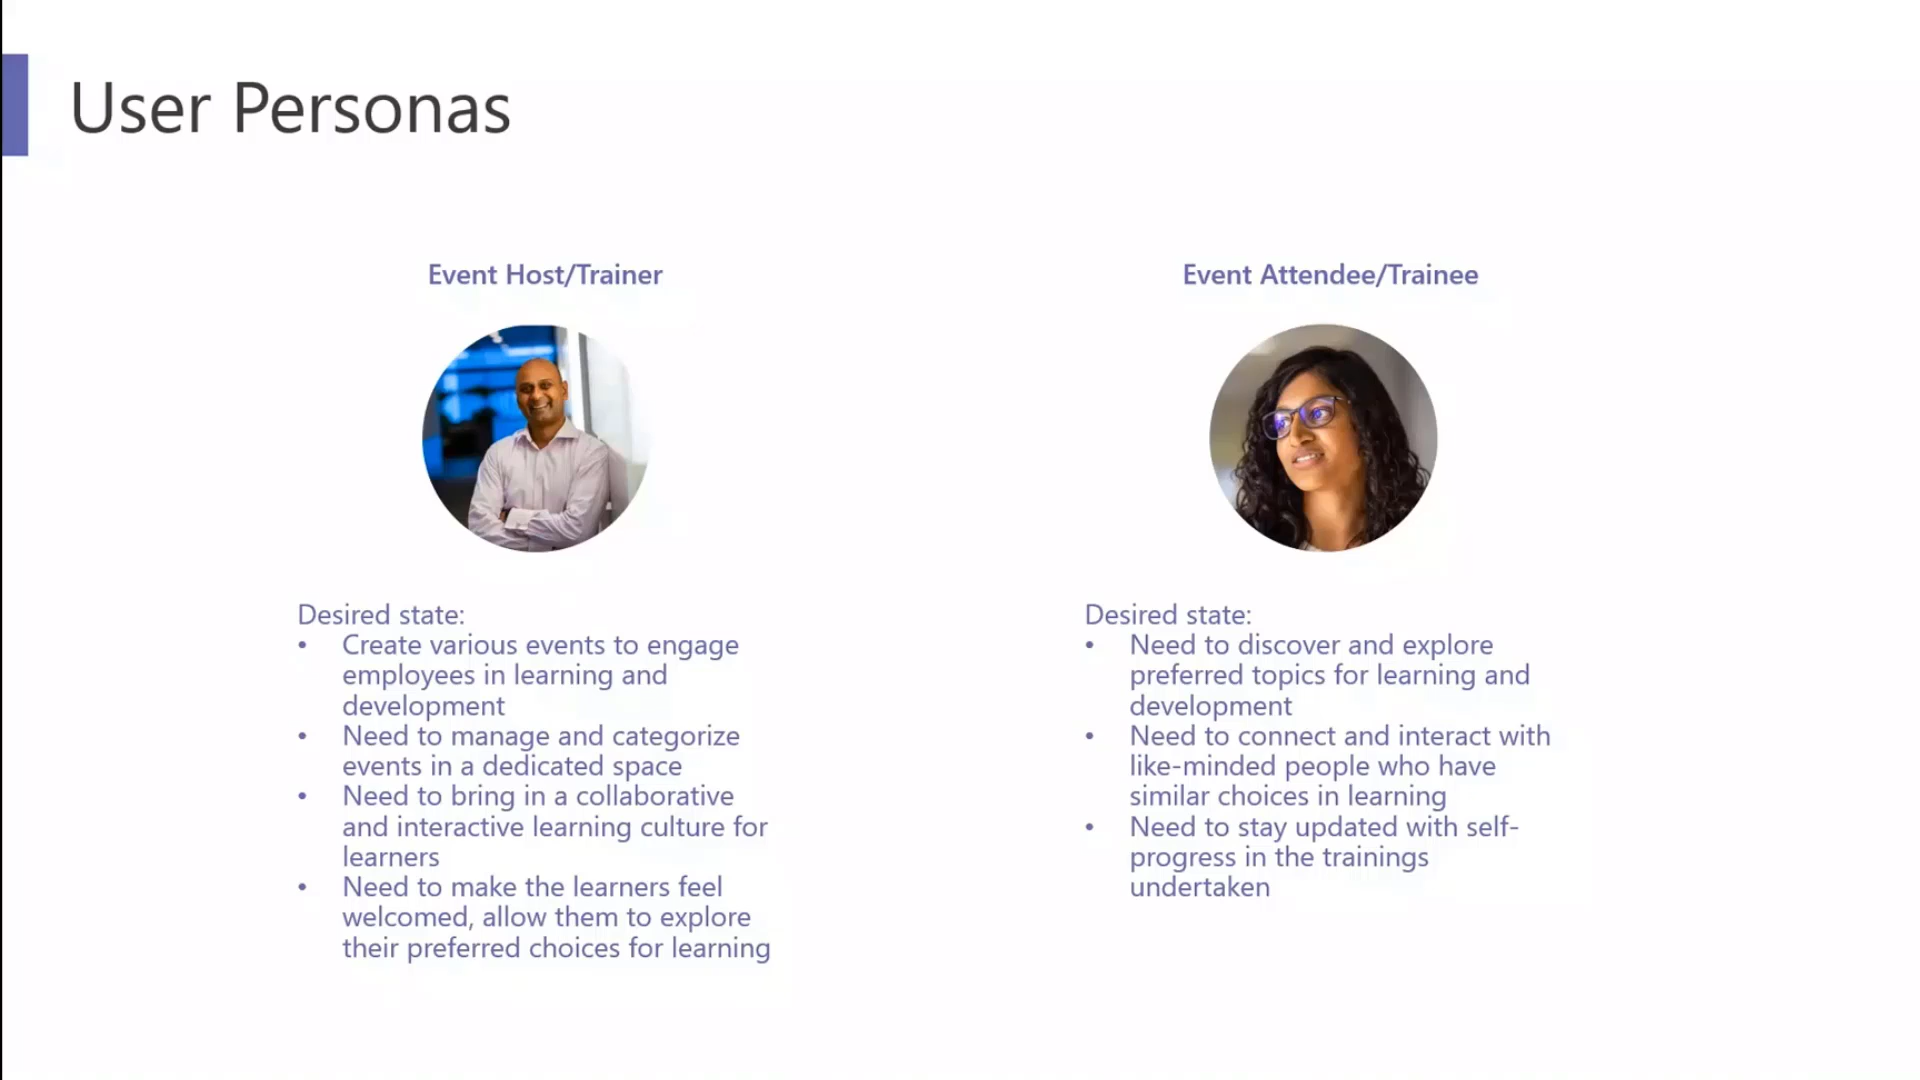 User Personas
Event Host/Trainer
Desired state:
• Create various events to engage
employees in learning and
development
• Need to manage and categorize
events in a dedicated space
• Need to bring in a collaborative
and interactive learning culture for
learners
• Need to make the learners feel
welcomed, allow them to explore
their preferred choices for learning
Event Attendee/Trainee
Desired state:
• Need to discover and explore
preferred topics for learning and
development
• Need to connect and interact with
like-minded people who have
similar choices in learning
• Need to stay updated with self-
progress in the trainings
undertaken